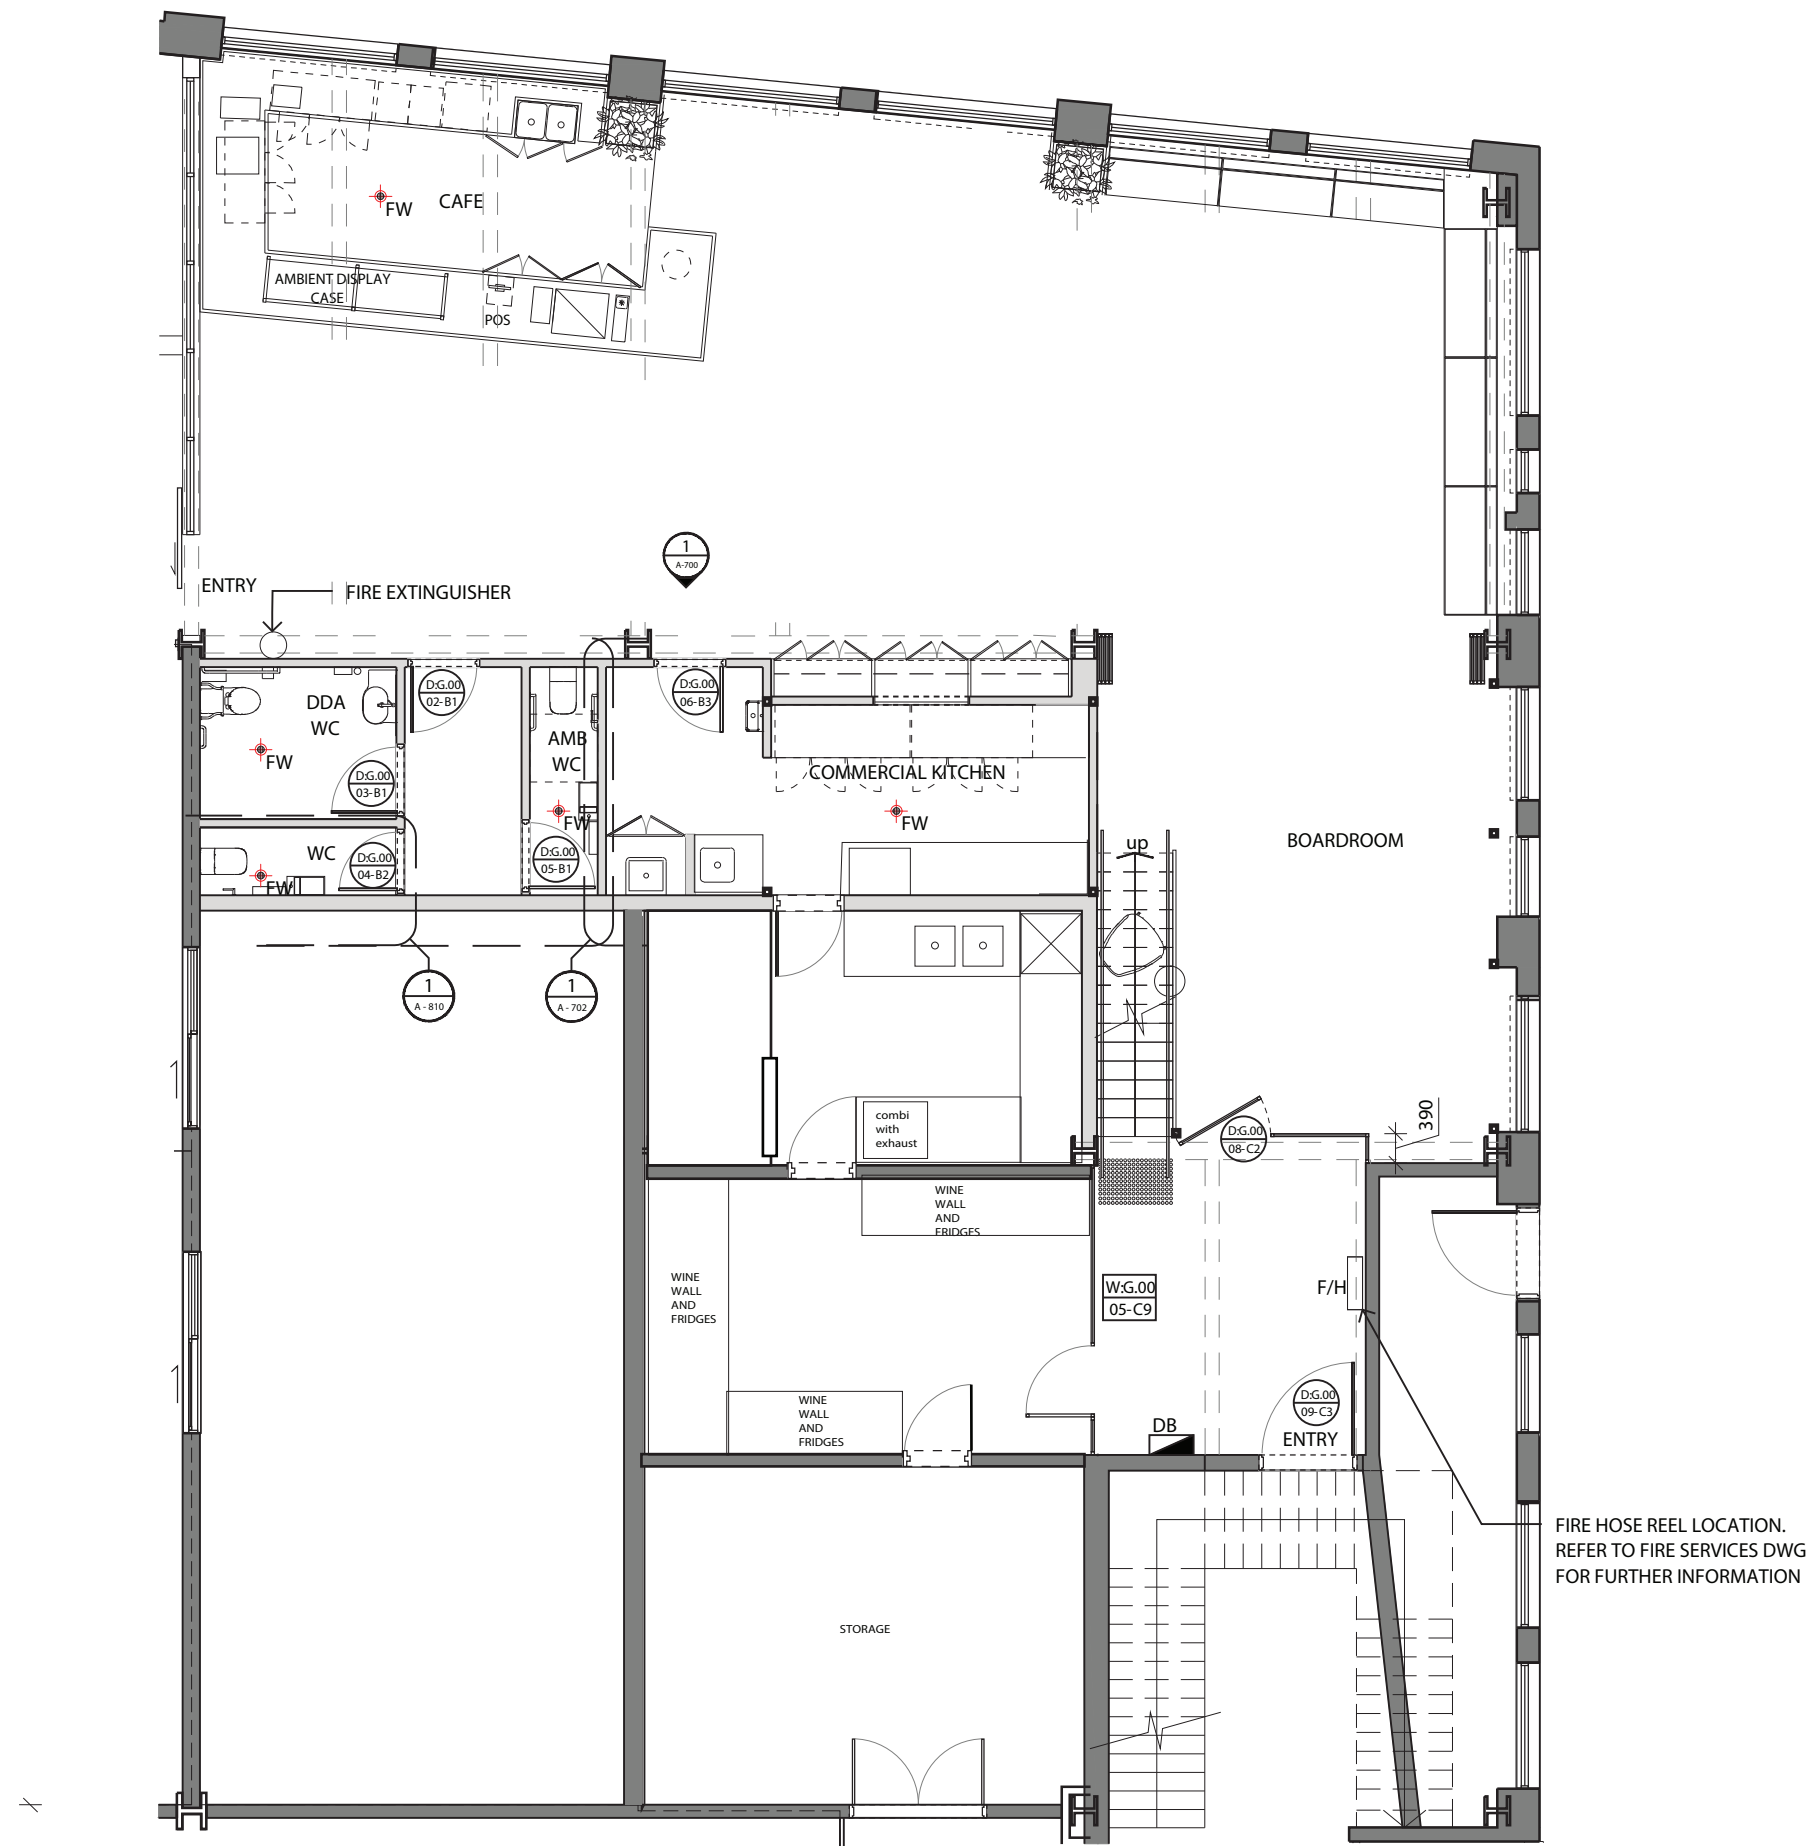 CAFE
FW
AMBIENT DISPLAY
CASE
POS
1
A-700
ENTRY
FIRE EXTINGUISHER
DDA
WC
FW
D:G.00
02-B1
D:G.00
03-B1
AMB
WC
FW
D:G.00
06-B3
COMMERCIAL KITCHEN
FW
WC
FW
D:G.00
04-B2
D:G.00
05-B1
up
BOARDROOM
1
A - 810
1
A - 702
combi
with
exhaust
D:G.00
08-C2
390
WINE
WALL
AND
FRIDGES
WINE
WALL
AND
FRIDGES
W:G.00
05-C9
F/H
WINE
WALL
AND
FRIDGES
DB
D:G.00
09-C3
ENTRY
FIRE HOSE REEL LOCATION.
REFER TO FIRE SERVICES DWG
FOR FURTHER INFORMATION
STORAGE